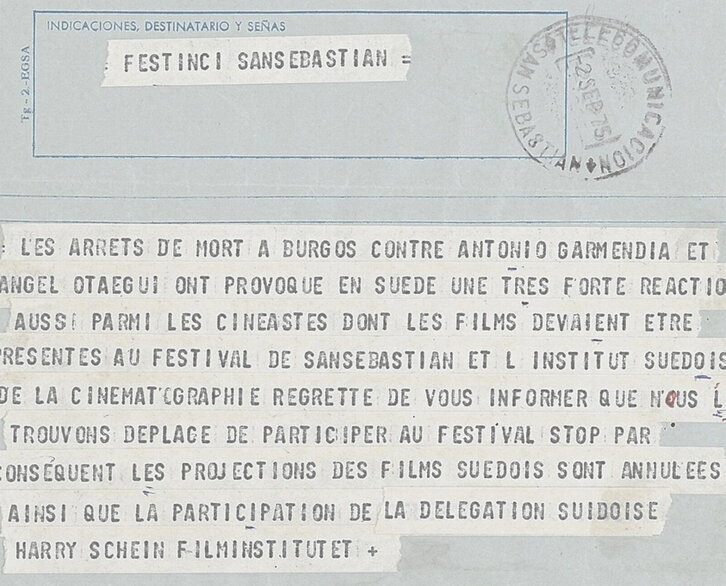 INDICACIONES, DESTINATARIO Y SEÑAS
Tg-2.-EGSA
FESTINCI SANSEBASTIAN =
TELECOMUNICACION
SAN SEBASTIAN
2 SEP 75
= LES ARRETS DE MORT A BURGOS CONTRE ANTONIO GARMENDIA ET
ANGEL OTAEGUI ONT PROVOQUE EN SUEDE UNE TRES FORTE REACTIO
AUSSI PARMI LES CINEASTES DONT LES FILMS DEVAIENT ETRE
PRESENTES AU FESTIVAL DE SANSEBASTIAN ET L INSTITUT SUEDOIS
DE LA CINEMATOGRAPHIE REGRETTE DE VOUS INFORMER QUE NOUS L
TROUVONS DEPLACE DE PARTICIPER AU FESTIVAL STOP PAR
CONSEQUENT LES PROJECTIONS DES FILMS SUEDOIS SONT ANNULEES
AINSI QUE LA PARTICIPATION DE LA DELEGATION SUIDOISE
HARRY SCHEIN FILMINSTITUTET +